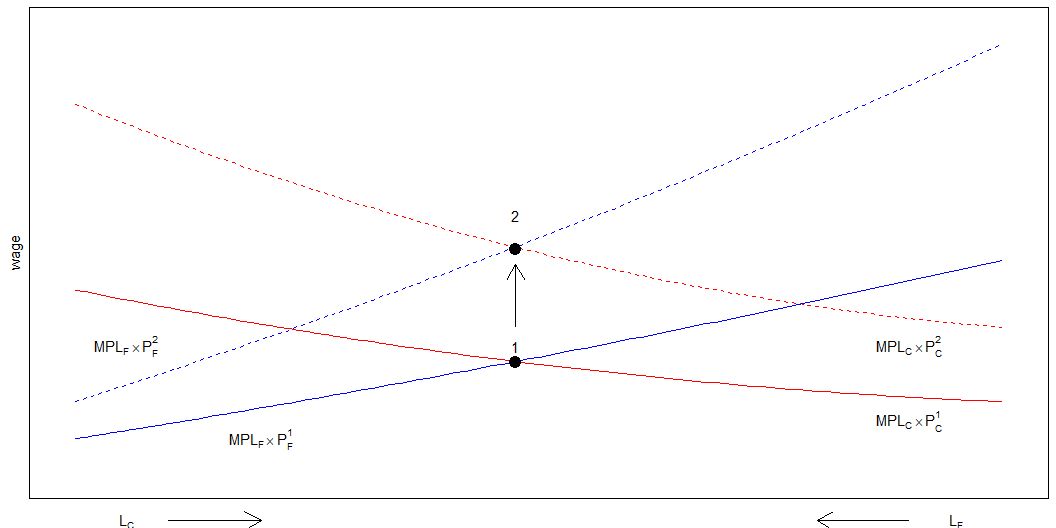 2
wage
1
MPL_F × P_F^2
MPL_C × P_C^2
MPL_C × P_C^1
MPL_F × P_F^1
L_C
L_F